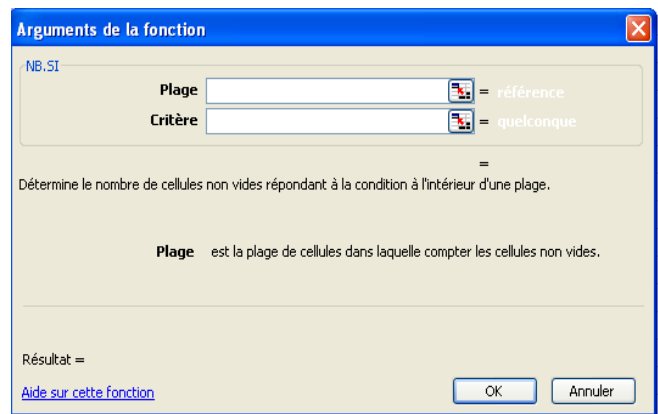 Arguments de la fonction
NB.SI
Plage = référence
Critère = quelconque
=
Détermine le nombre de cellules non vides répondant à la condition à l'intérieur d'une plage.
Plage est la plage de cellules dans laquelle compter les cellules non vides.
Résultat =
Aide sur cette fonction
OK Annuler